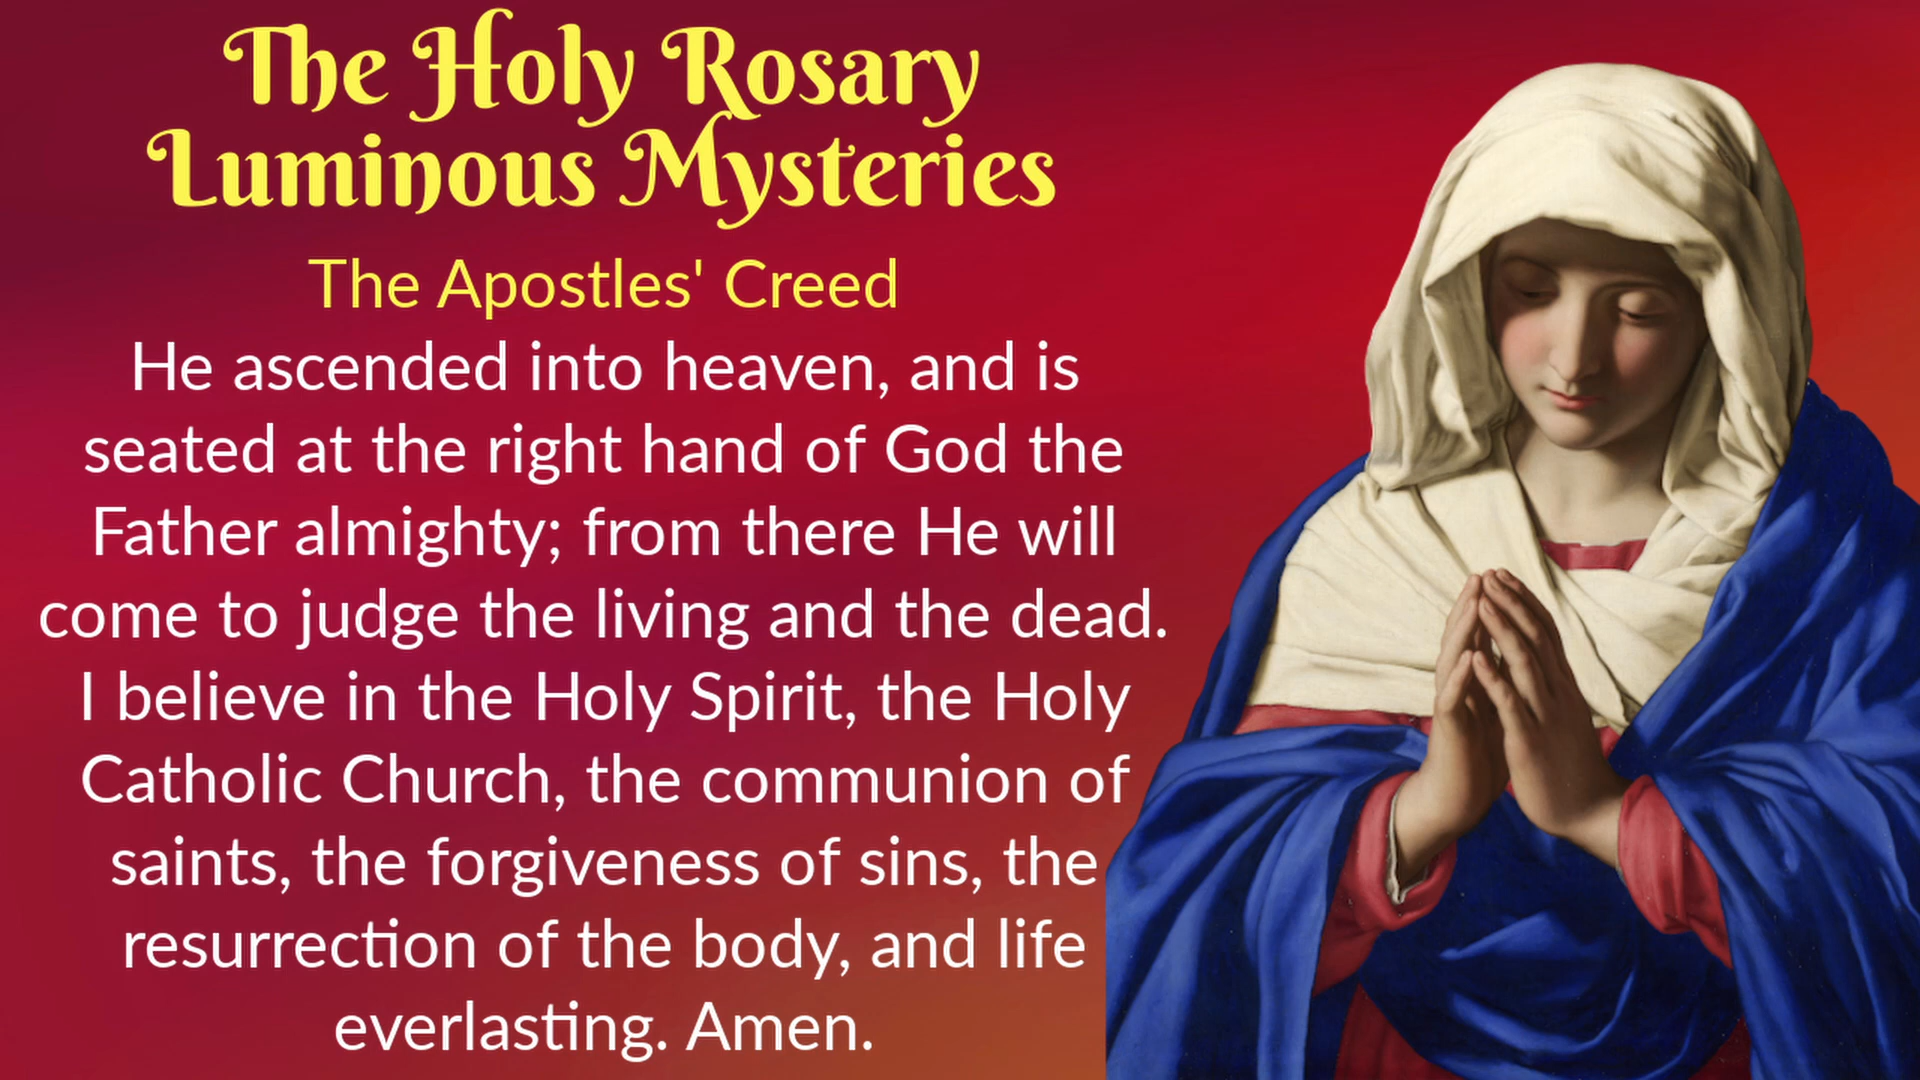 The Holy Rosary
Luminous Mysteries
The Apostles' Creed
He ascended into heaven, and is
seated at the right hand of God the
Father almighty; from there He will
come to judge the living and the dead.
I believe in the Holy Spirit, the Holy
Catholic Church, the communion of
saints, the forgiveness of sins, the
resurrection of the body, and life
everlasting. Amen.